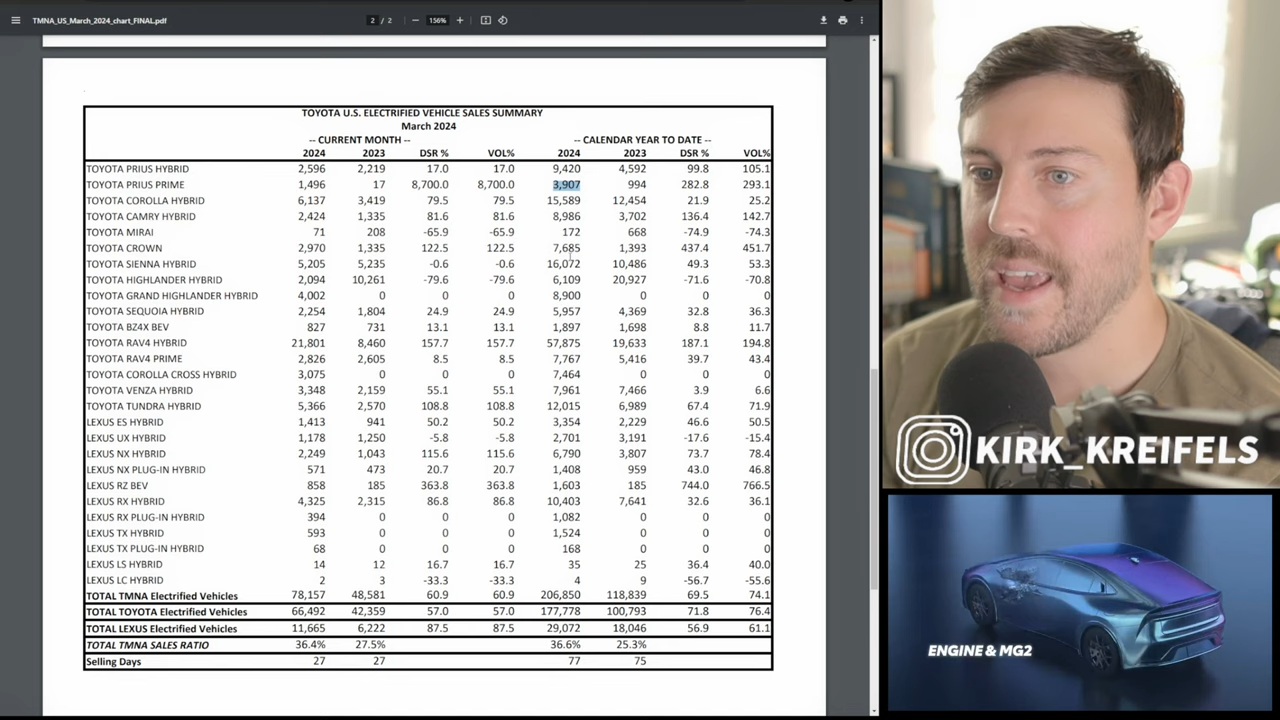 TMNA_US_March_2024_chart_FINAL.pdf 2 / 2 156%
TOYOTA U.S. ELECTRIFIED VEHICLE SALES SUMMARY
March 2024
-- CURRENT MONTH -- -- CALENDAR YEAR TO DATE --
2024 2023 DSR % VOL% 2024 2023 DSR % VOL%
TOYOTA PRIUS HYBRID 2,596 2,219 17.0 17.0 9,420 4,592 99.8 105.1
TOYOTA PRIUS PRIME 1,496 17 8,700.0 8,700.0 3,907 994 282.8 293.1
TOYOTA COROLLA HYBRID 6,137 3,419 79.5 79.5 15,589 12,454 21.9 25.2
TOYOTA CAMRY HYBRID 2,424 1,335 81.6 81.6 8,986 3,702 136.4 142.7
TOYOTA MIRAI 71 208 -65.9 -65.9 172 668 -74.9 -74.3
TOYOTA CROWN 2,970 1,335 122.5 122.5 7,685 1,393 437.4 451.7
TOYOTA SIENNA HYBRID 5,205 5,235 -0.6 -0.6 16,072 10,486 49.3 53.3
TOYOTA HIGHLANDER HYBRID 2,094 10,261 -79.6 -79.6 6,109 20,927 -71.6 -70.8
TOYOTA GRAND HIGHLANDER HYBRID 4,002 0 0 0 8,900 0 0 0
TOYOTA SEQUOIA HYBRID 2,254 1,804 24.9 24.9 5,957 4,369 32.8 36.3
TOYOTA BZ4X BEV 827 731 13.1 13.1 1,897 1,698 8.8 11.7
TOYOTA RAV4 HYBRID 21,801 8,460 157.7 157.7 57,875 19,633 187.1 194.8
TOYOTA RAV4 PRIME 2,826 2,605 8.5 8.5 7,767 5,416 39.7 43.4
TOYOTA COROLLA CROSS HYBRID 3,075 0 0 0 7,464 0 0 0
TOYOTA VENZA HYBRID 3,348 2,159 55.1 55.1 7,961 7,466 3.9 6.6
TOYOTA TUNDRA HYBRID 5,366 2,570 108.8 108.8 12,015 6,989 67.4 71.9
LEXUS ES HYBRID 1,413 941 50.2 50.2 3,354 2,229 46.6 50.5
LEXUS UX HYBRID 1,178 1,250 -5.8 -5.8 2,701 3,191 -17.6 -15.4
LEXUS NX HYBRID 2,249 1,043 115.6 115.6 6,790 3,807 73.7 78.4
LEXUS NX PLUG-IN HYBRID 571 473 20.7 20.7 1,408 959 43.0 46.8
LEXUS RZ BEV 858 185 363.8 363.8 1,603 185 744.0 766.5
LEXUS RX HYBRID 4,325 2,315 86.8 86.8 10,403 7,641 32.6 36.1
LEXUS RX PLUG-IN HYBRID 394 0 0 0 1,082 0 0 0
LEXUS TX HYBRID 593 0 0 0 1,524 0 0 0
LEXUS TX PLUG-IN HYBRID 68 0 0 0 168 0 0 0
LEXUS LS HYBRID 14 12 16.7 16.7 35 25 36.4 40.0
LEXUS LC HYBRID 2 3 -33.3 -33.3 4 9 -56.7 -55.6
TOTAL TMNA Electrified Vehicles 78,157 48,581 60.9 60.9 206,850 118,839 69.5 74.1
TOTAL TOYOTA Electrified Vehicles 66,492 42,359 57.0 57.0 177,778 100,793 71.8 76.4
TOTAL LEXUS Electrified Vehicles 11,665 6,222 87.5 87.5 29,072 18,046 56.9 61.1
TOTAL TMNA SALES RATIO 36.4% 27.5% 36.6% 25.3%
Selling Days 27 27 77 75
KIRK_KREIFELS
ENGINE & MG2